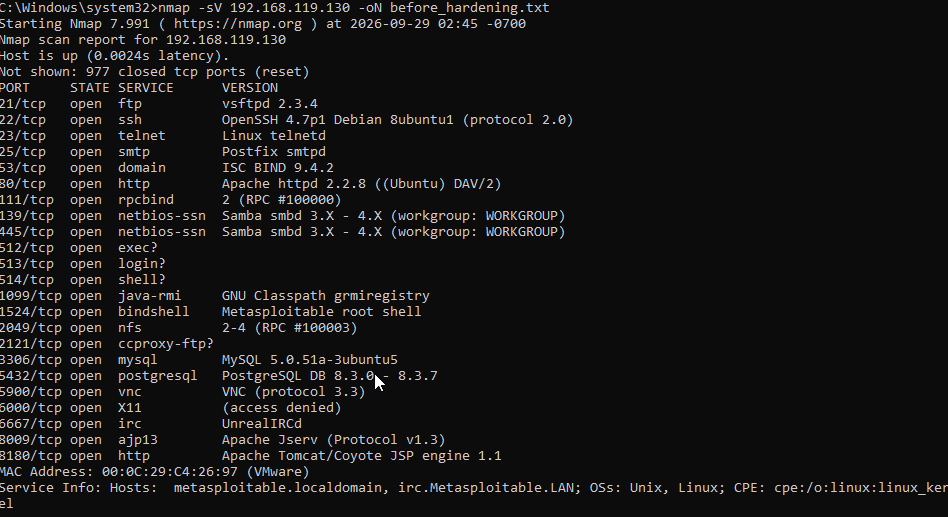 C:\Windows\system32>nmap -sV 192.168.119.130 -oN before_hardening.txt
Starting Nmap 7.991 ( https://nmap.org ) at 2026-09-29 02:45 -0700
Nmap scan report for 192.168.119.130
Host is up (0.0024s latency).
Not shown: 977 closed tcp ports (reset)
PORT     STATE SERVICE     VERSION
21/tcp   open  ftp         vsftpd 2.3.4
22/tcp   open  ssh         OpenSSH 4.7p1 Debian 8ubuntu1 (protocol 2.0)
23/tcp   open  telnet      Linux telnetd
25/tcp   open  smtp        Postfix smtpd
53/tcp   open  domain      ISC BIND 9.4.2
80/tcp   open  http        Apache httpd 2.2.8 ((Ubuntu) DAV/2)
111/tcp  open  rpcbind     2 (RPC #100000)
139/tcp  open  netbios-ssn Samba smbd 3.X - 4.X (workgroup: WORKGROUP)
445/tcp  open  netbios-ssn Samba smbd 3.X - 4.X (workgroup: WORKGROUP)
512/tcp  open  exec?
513/tcp  open  login?
514/tcp  open  shell?
1099/tcp open  java-rmi    GNU Classpath grmiregistry
1524/tcp open  bindshell   Metasploitable root shell
2049/tcp open  nfs         2-4 (RPC #100003)
2121/tcp open  ccproxy-ftp?
3306/tcp open  mysql       MySQL 5.0.51a-3ubuntu5
5432/tcp open  postgresql  PostgreSQL DB 8.3.0 - 8.3.7
5900/tcp open  vnc         VNC (protocol 3.3)
6000/tcp open  X11         (access denied)
6667/tcp open  irc         UnrealIRCd
8009/tcp open  ajp13       Apache Jserv (Protocol v1.3)
8180/tcp open  http        Apache Tomcat/Coyote JSP engine 1.1
MAC Address: 00:0C:29:C4:26:97 (VMware)
Service Info: Hosts:  metasploitable.localdomain, irc.Metasploitable.LAN; OSs: Unix, Linux; CPE: cpe:/o:linux:linux_ker
el